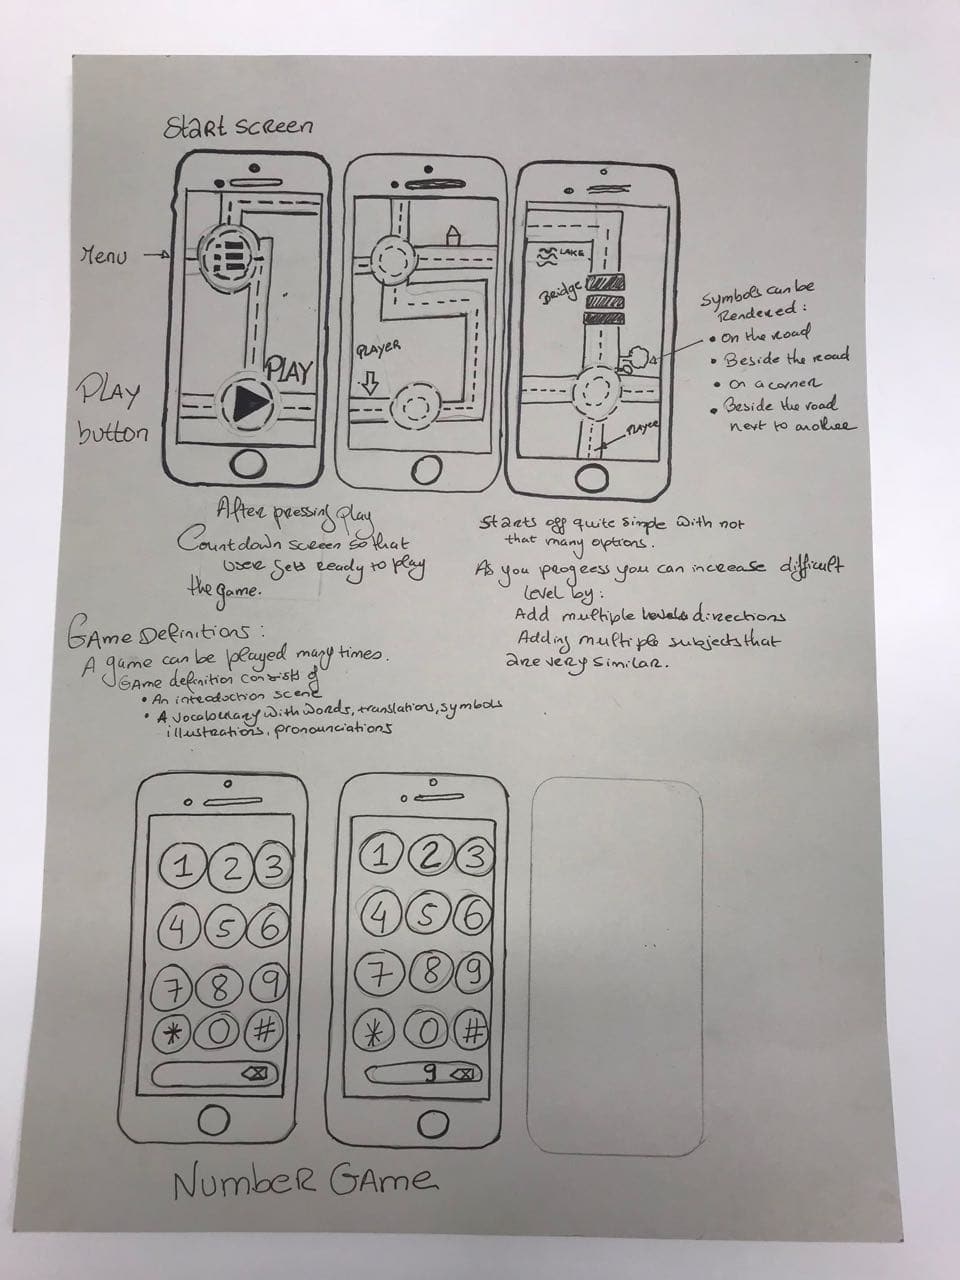 Start screen
Menu
PLAY
button
PLAY
PLAYER
LAKE
Bridge
PLAYER
Symbols can be
Rendered:
• On the road
• Beside the road
• On a corner
• Beside the road
next to another
After pressing play
Countdown screen so that
user gets ready to play
the game.
Starts off quite simple with not
that many options.
As you progress you can increase difficult
level by:
Add multiple levels directions
Adding multiple subjects that
are very similar.
Game Definitions:
A game can be played many times.
Game definition consists of
• An introduction scene
• A vocabulary with words, translations, symbols
illustrations, pronounciations
1 2 3
4 5 6
7 8 9
* 0 #
1 2 3
4 5 6
7 8 9
* 0 #
9
Number Game